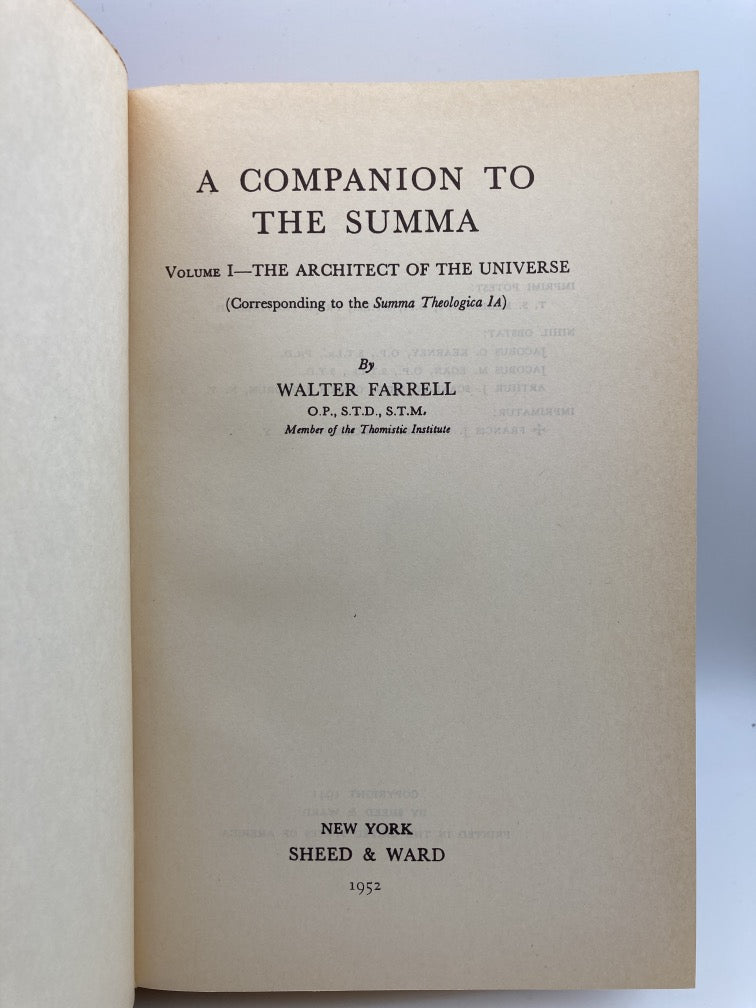 A COMPANION TO
THE SUMMA
VOLUME I—THE ARCHITECT OF THE UNIVERSE
(Corresponding to the Summa Theologica IA)
By
WALTER FARRELL
O.P., S.T.D., S.T.M.
Member of the Thomistic Institute
NEW YORK
SHEED & WARD
1952